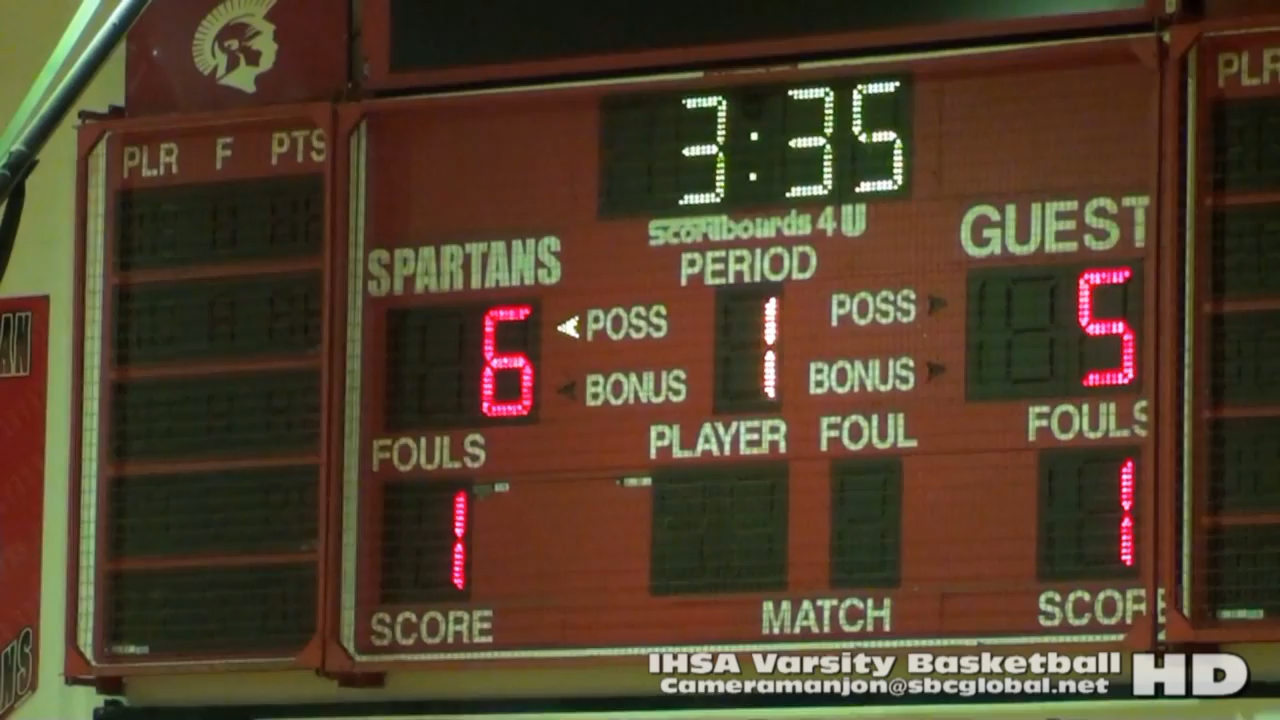 PLR F PTS
3:35
PLR
Scoreboards 4 U
GUEST
SPARTANS
PERIOD
6
POSS
1
POSS
5
BONUS
BONUS
FOULS
PLAYER
FOUL
FOULS
1
1
SCORE
MATCH
SCOR
IHSA Varsity Basketball HD
Cameramanjon@sbcglobal.net